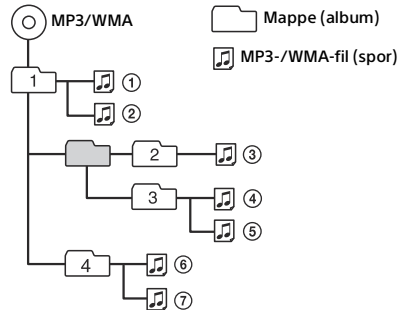 MP3/WMA
Mappe (album)
MP3-/WMA-fil (spor)
1 ①
②
2 ③
3 ④
⑤
4 ⑥
⑦